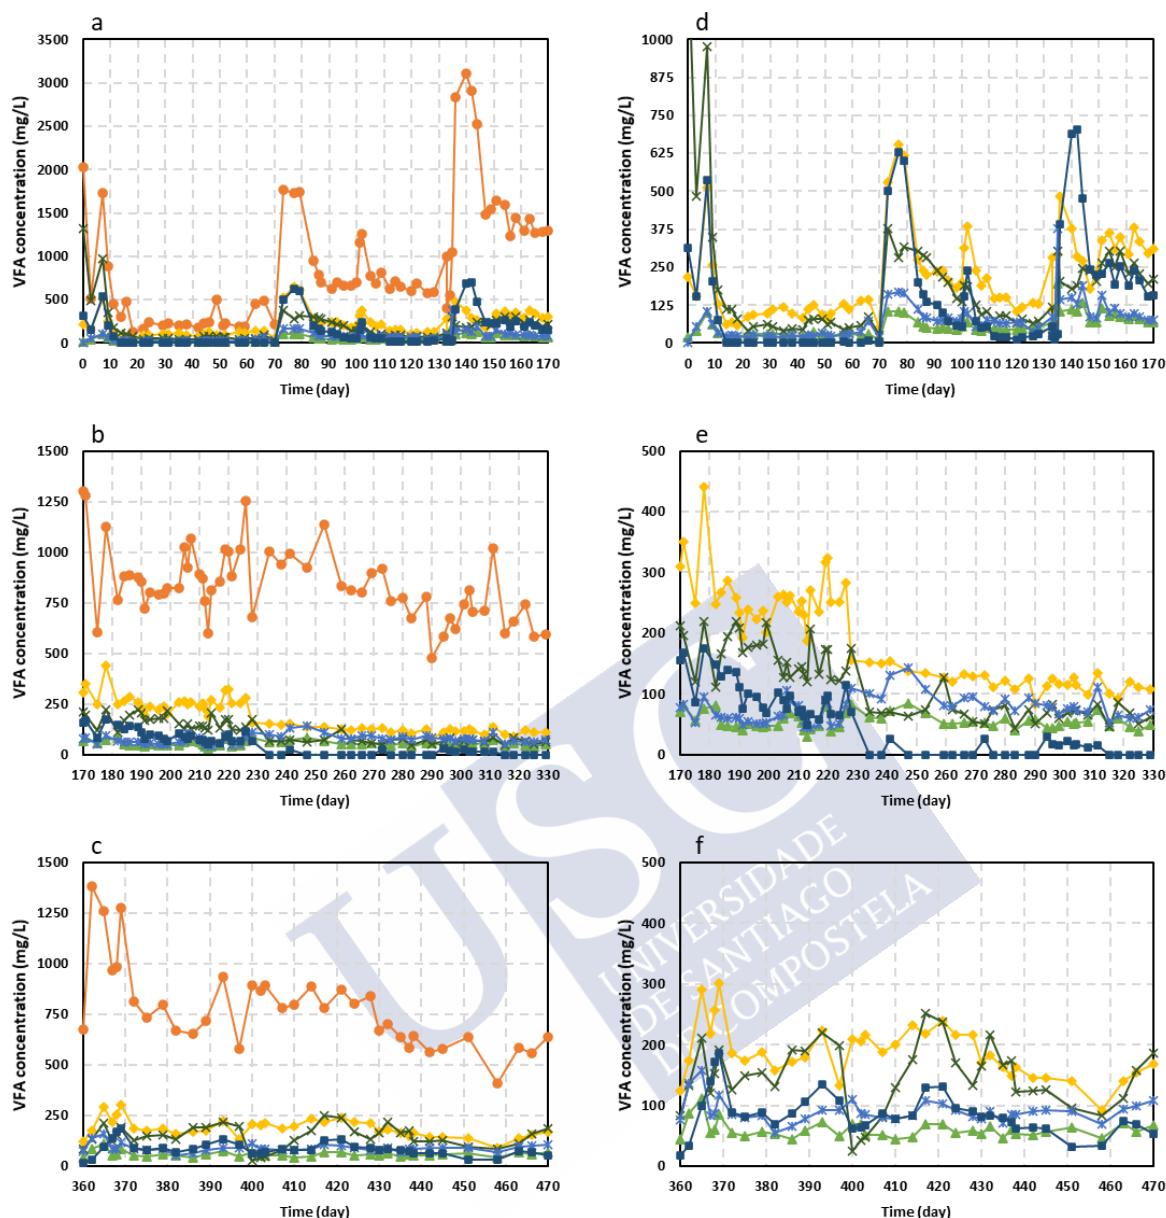 a
3500
3000
2500
2000
1500
1000
500
0
VFA concentration (mg/L)
0 10 20 30 40 50 60 70 80 90 100 110 120 130 140 150 160 170
Time (day)
d
1000
875
750
625
500
375
250
125
0
VFA concentration (mg/L)
0 10 20 30 40 50 60 70 80 90 100 110 120 130 140 150 160 170
Time (day)
b
1500
1250
1000
750
500
250
0
VFA concentration (mg/L)
170 180 190 200 210 220 230 240 250 260 270 280 290 300 310 320 330
Time (day)
e
500
400
300
200
100
0
VFA concentration (mg/L)
170 180 190 200 210 220 230 240 250 260 270 280 290 300 310 320 330
Time (day)
c
1500
1250
1000
750
500
250
0
VFA concentration (mg/L)
360 370 380 390 400 410 420 430 440 450 460 470
Time (day)
f
500
400
300
200
100
0
VFA concentration (mg/L)
360 370 380 390 400 410 420 430 440 450 460 470
Time (day)
USC
UNIVERSIDADE
DE SANTIAGO
DE COMPOSTELA